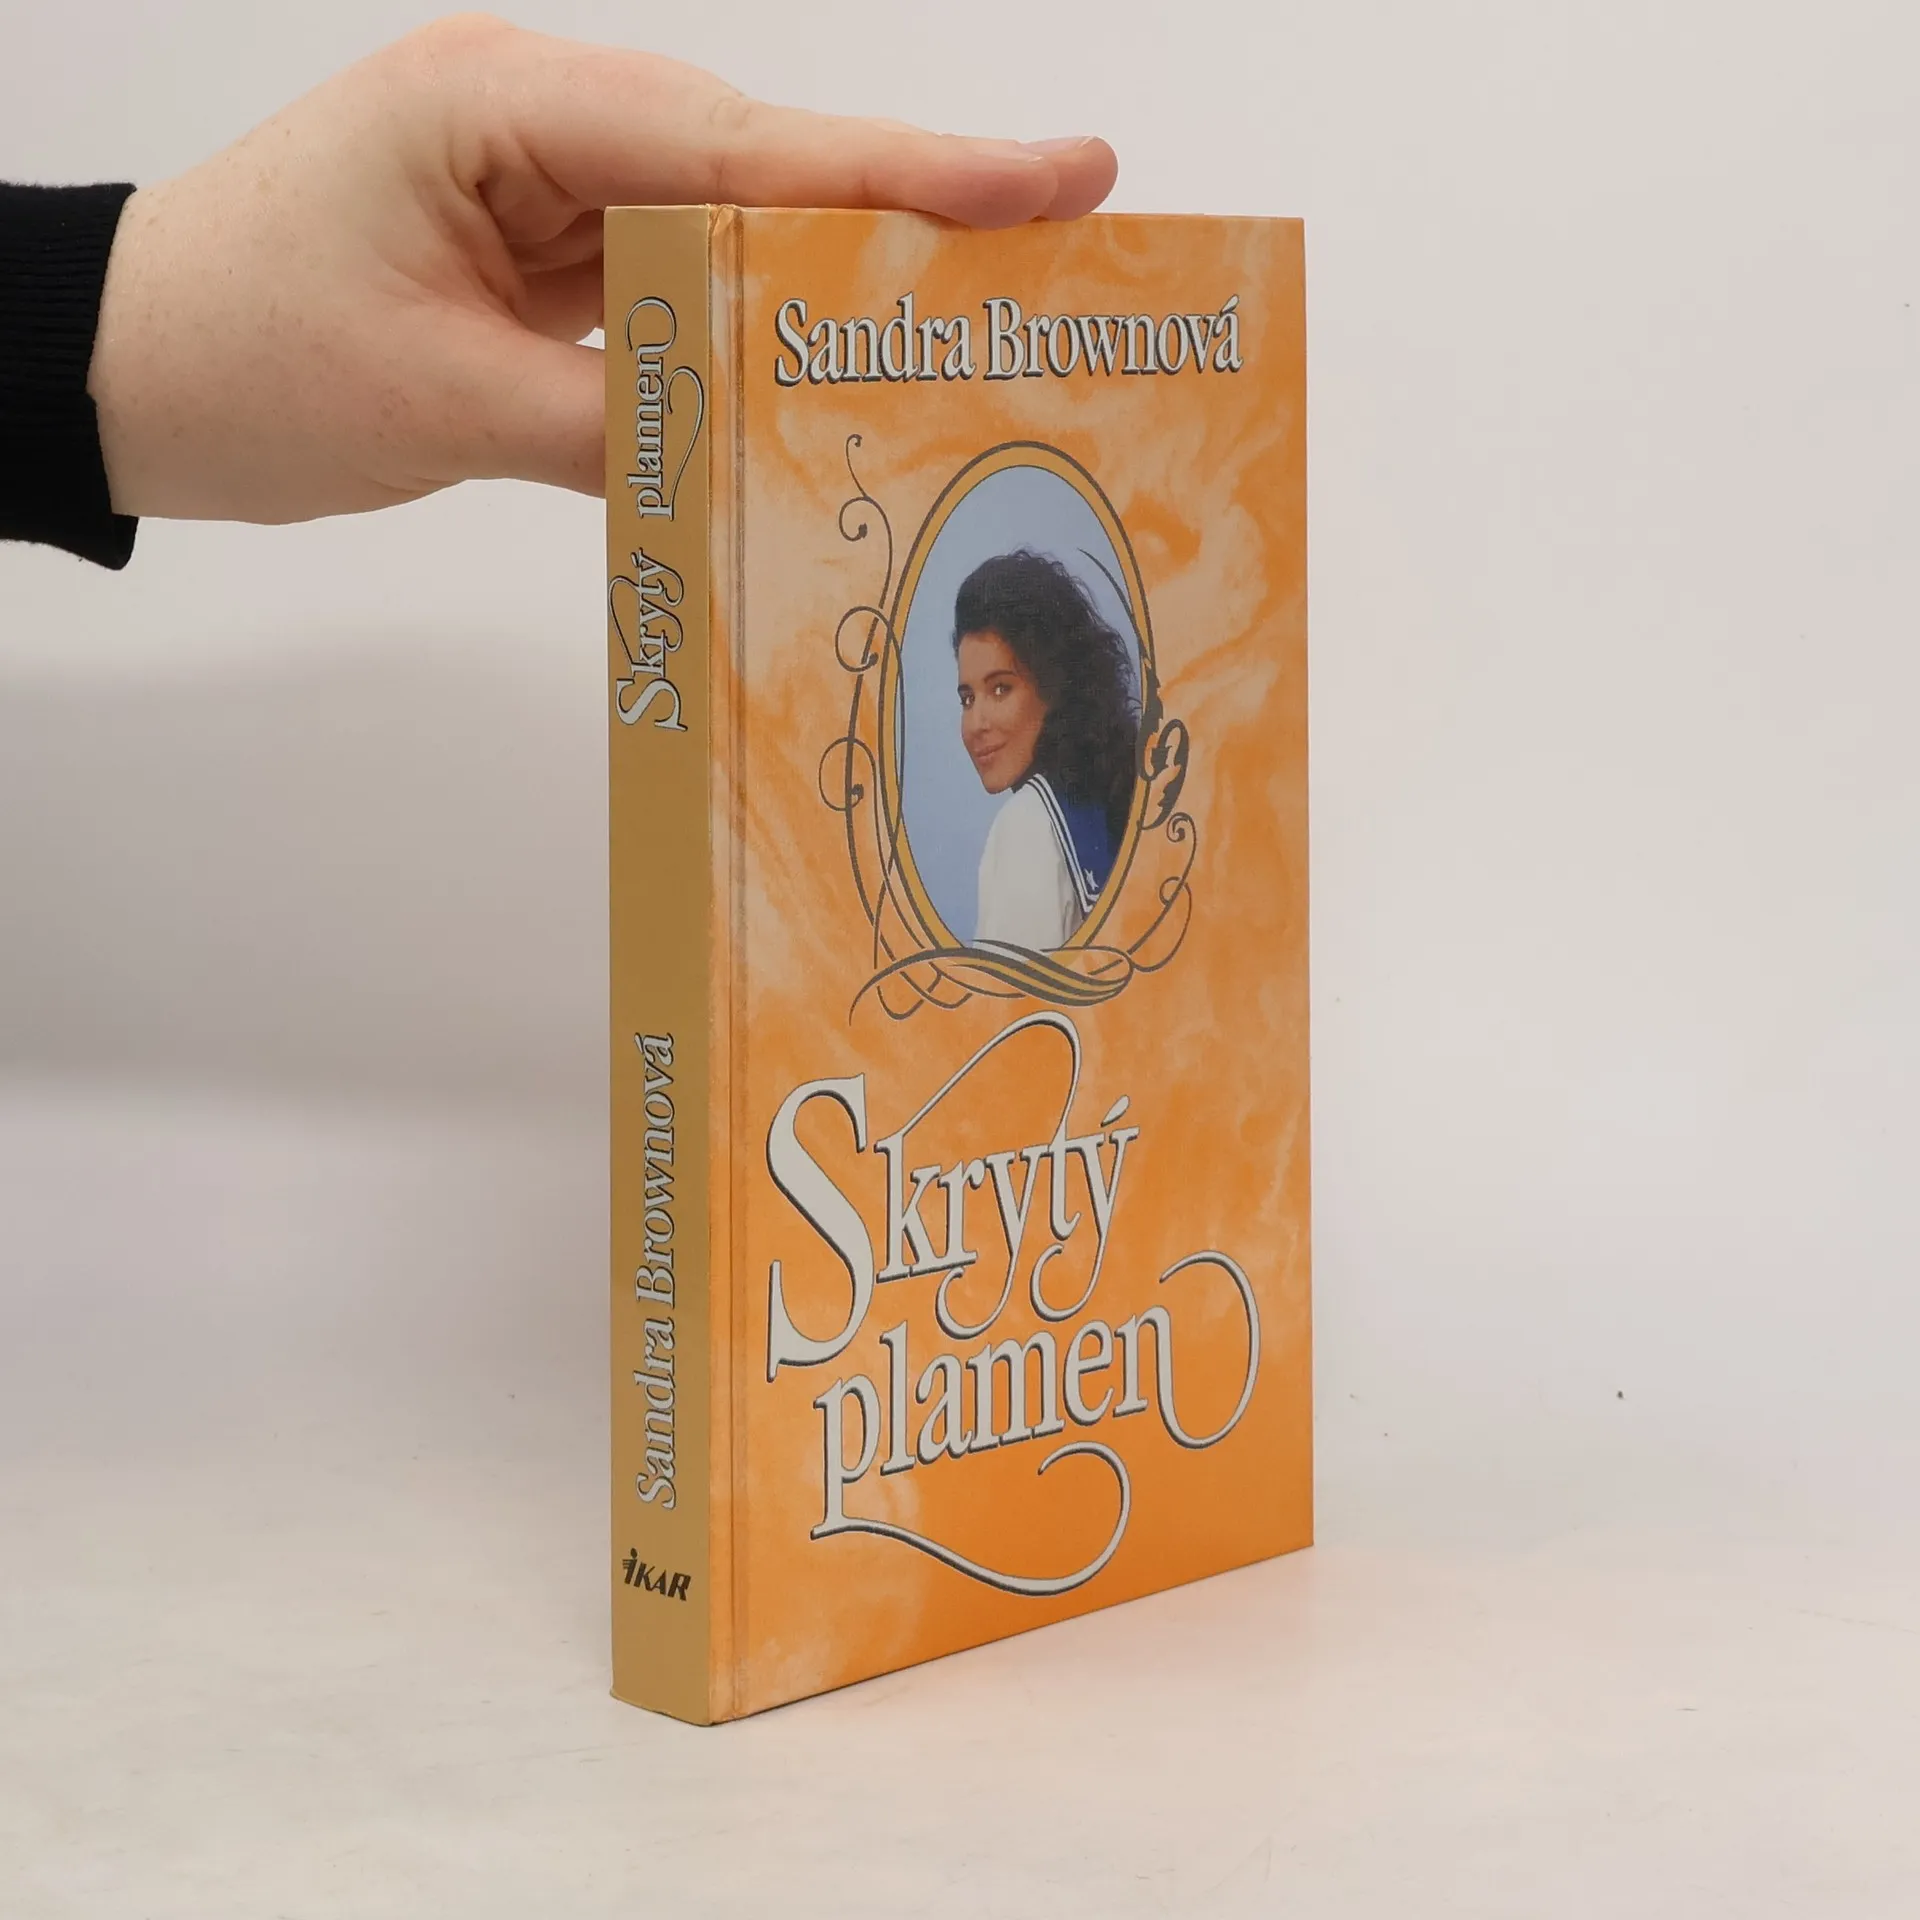 Sandra Brownová
Skrytý
plamen
Skrytý plamen
Sandra Brownová
IKAR